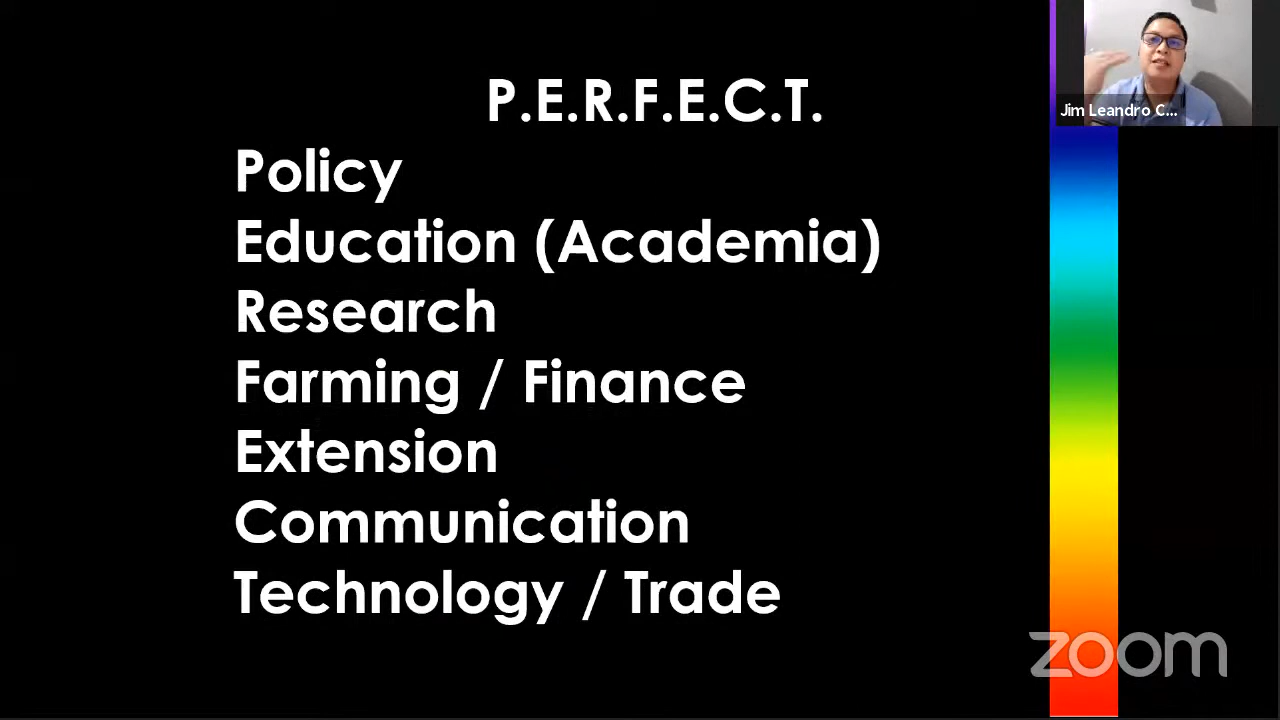 P.E.R.F.E.C.T.
Policy
Education (Academia)
Research
Farming / Finance
Extension
Communication
Technology / Trade
Jim Leandro C...
zoom